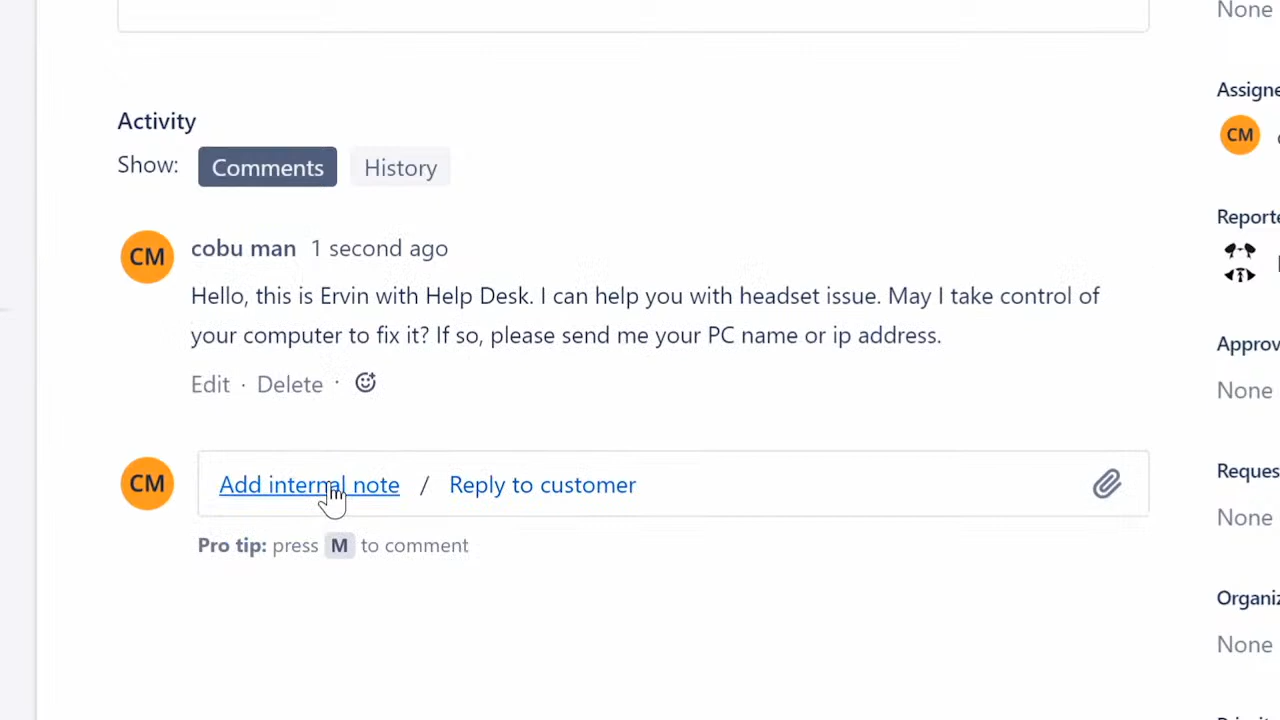 None
Activity
Assigne
Show: Comments History
CM
Reporte
CM cobu man 1 second ago
Hello, this is Ervin with Help Desk. I can help you with headset issue. May I take control of
your computer to fix it? If so, please send me your PC name or ip address.
Approv
None
Edit · Delete ·
CM Add internal note / Reply to customer
Reques
None
Pro tip: press M to comment
Organiz
None